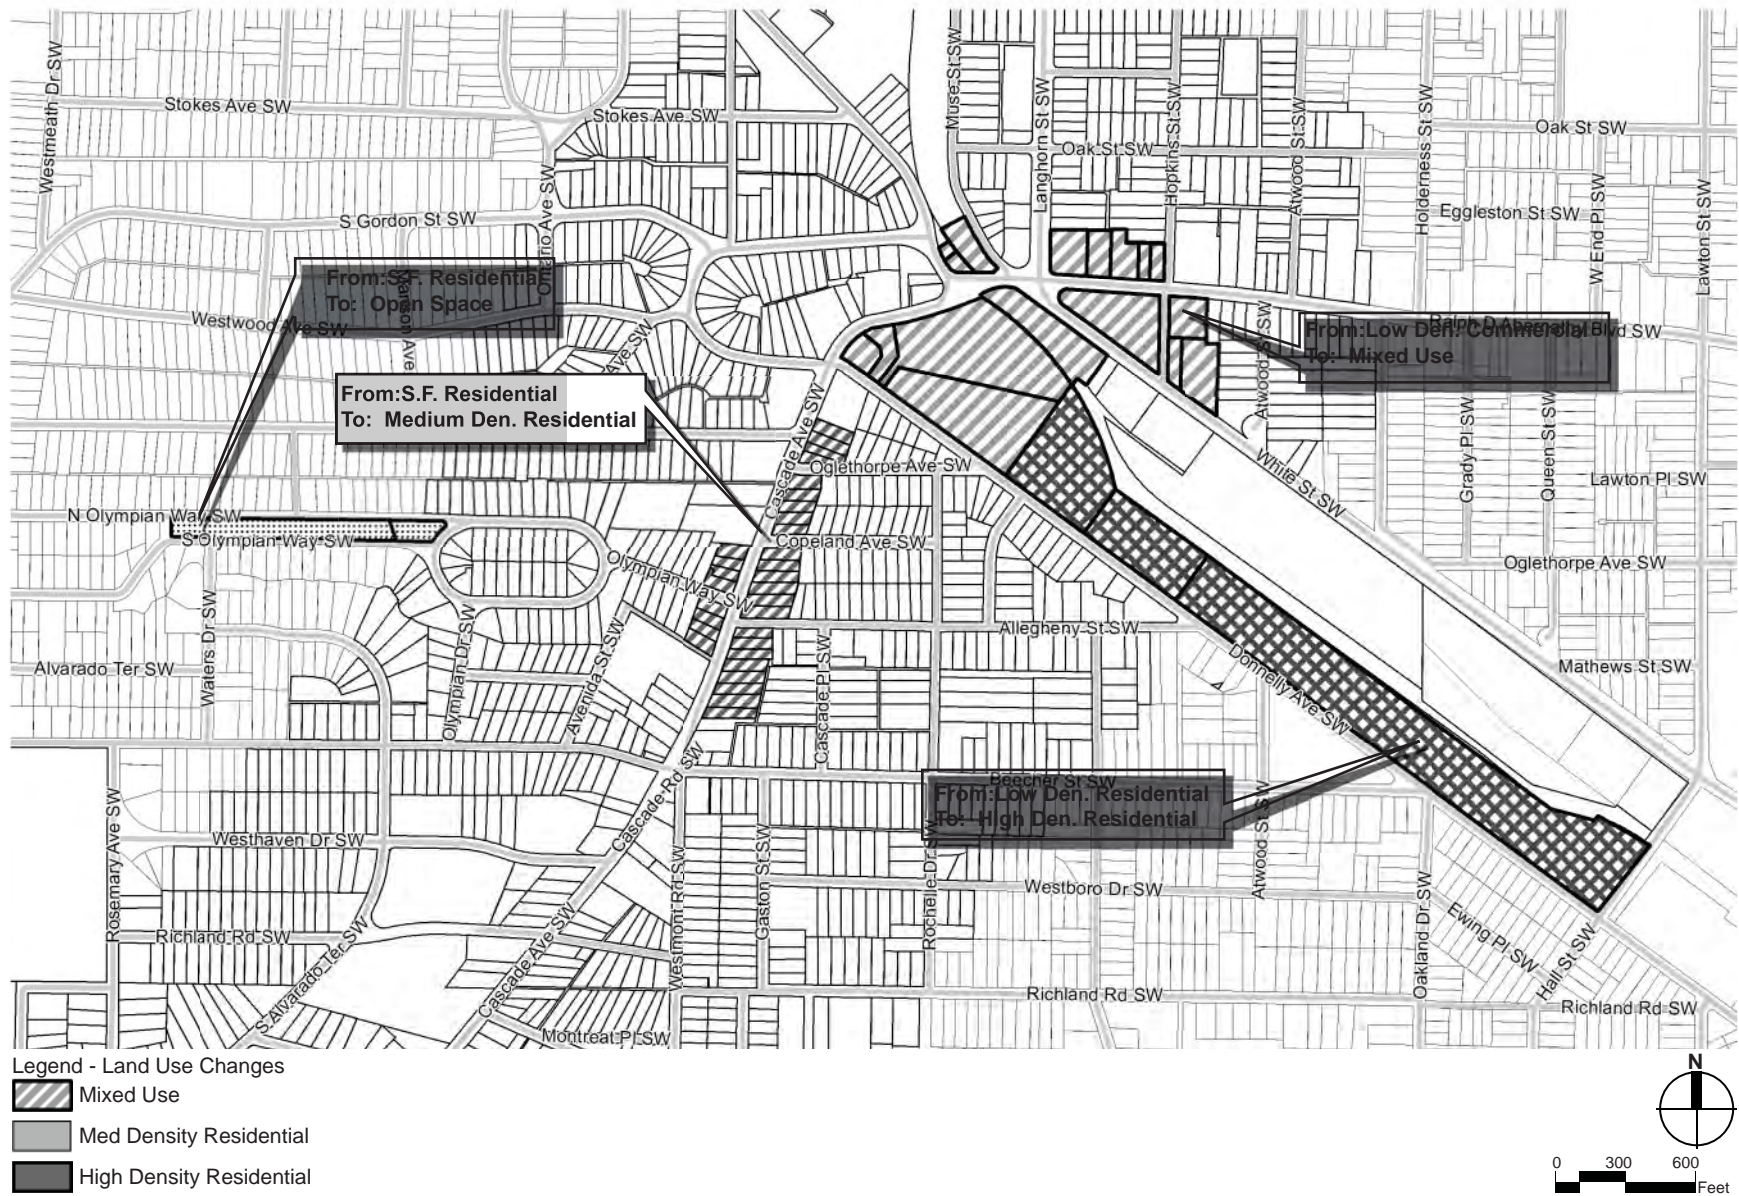 Westmeath Dr SW
Stokes Ave SW
Stokes Ave SW
Muse St SW
Langhorn St SW
Hopkins St SW
Atwood St SW
Holderness St SW
Oak St SW
Oak St SW
W End Pl SW
Lawton St SW
Eggleston St SW
S Gordon St SW
Ontario Ave SW
From:S.F. Residential
To: Open Space
Westwood Ave SW
Ave SW
From:S.F. Residential
To: Medium Den. Residential
Ralph D Abernathy Blvd SW
From:Low Den. Commercial
To: Mixed Use
Atwood St SW
Cascade Ave SW
Cascade Ave SW
Oglethorpe Ave SW
White St SW
Grady Pl SW
Queen St SW
Lawton Pl SW
N Olympian Way SW
S Olympian Way SW
Copeland Ave SW
Oglethorpe Ave SW
Olympian Way SW
Waters Dr SW
Olympian Dr SW
Avenida St SW
Allegheny St SW
Donnelly Ave SW
Alvarado Ter SW
Cascade Pl SW
Mathews St SW
Beecher St SW
From:Low Den. Residential
To: High Den. Residential
Rosemary Ave SW
Westhaven Dr SW
Cascade Rd SW
Westmont Rd SW
Gaston St SW
Rochelle Dr SW
Atwood St SW
Westboro Dr SW
Oakland Dr SW
Ewing Pl SW
Hall St SW
Richland Rd SW
S Alvarado Ter SW
Cascade Ave SW
Richland Rd SW
Richland Rd SW
Montreat Pl SW
Legend - Land Use Changes
Mixed Use
Med Density Residential
High Density Residential
N
0 300 600
Feet